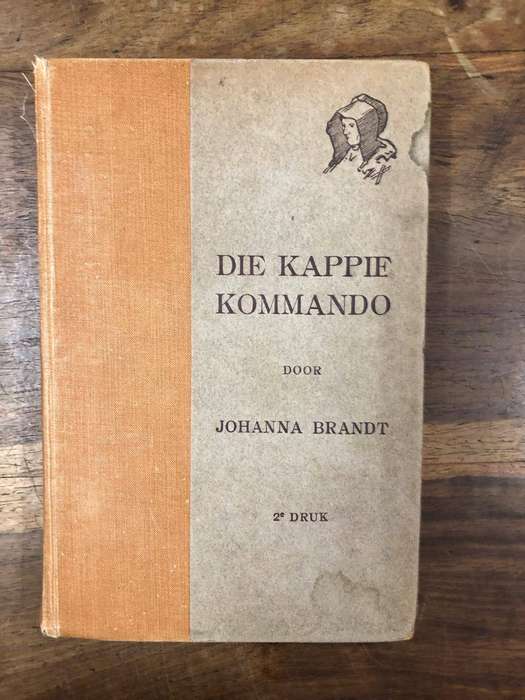 DIE KAPPIE
KOMMANDO
DOOR
JOHANNA BRANDT
2e DRUK